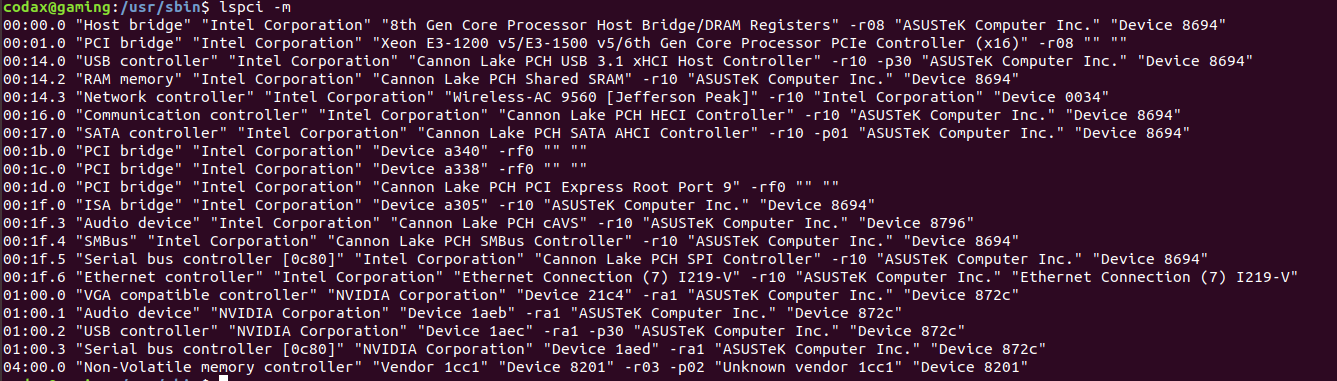 codax@gaming:/usr/sbin$ lspci -m
00:00.0 "Host bridge" "Intel Corporation" "8th Gen Core Processor Host Bridge/DRAM Registers" -r08 "ASUSTeK Computer Inc." "Device 8694"
00:01.0 "PCI bridge" "Intel Corporation" "Xeon E3-1200 v5/E3-1500 v5/6th Gen Core Processor PCIe Controller (x16)" -r08 "" ""
00:14.0 "USB controller" "Intel Corporation" "Cannon Lake PCH USB 3.1 xHCI Host Controller" -r10 -p30 "ASUSTeK Computer Inc." "Device 8694"
00:14.2 "RAM memory" "Intel Corporation" "Cannon Lake PCH Shared SRAM" -r10 "ASUSTeK Computer Inc." "Device 8694"
00:14.3 "Network controller" "Intel Corporation" "Wireless-AC 9560 [Jefferson Peak]" -r10 "Intel Corporation" "Device 0034"
00:16.0 "Communication controller" "Intel Corporation" "Cannon Lake PCH HECI Controller" -r10 "ASUSTeK Computer Inc." "Device 8694"
00:17.0 "SATA controller" "Intel Corporation" "Cannon Lake PCH SATA AHCI Controller" -r10 -p01 "ASUSTeK Computer Inc." "Device 8694"
00:1b.0 "PCI bridge" "Intel Corporation" "Device a340" -rf0 "" ""
00:1c.0 "PCI bridge" "Intel Corporation" "Device a338" -rf0 "" ""
00:1d.0 "PCI bridge" "Intel Corporation" "Cannon Lake PCH PCI Express Root Port 9" -rf0 "" ""
00:1f.0 "ISA bridge" "Intel Corporation" "Device a305" -r10 "ASUSTeK Computer Inc." "Device 8694"
00:1f.3 "Audio device" "Intel Corporation" "Cannon Lake PCH cAVS" -r10 "ASUSTeK Computer Inc." "Device 8796"
00:1f.4 "SMBus" "Intel Corporation" "Cannon Lake PCH SMBus Controller" -r10 "ASUSTeK Computer Inc." "Device 8694"
00:1f.5 "Serial bus controller [0c80]" "Intel Corporation" "Cannon Lake PCH SPI Controller" -r10 "ASUSTeK Computer Inc." "Device 8694"
00:1f.6 "Ethernet controller" "Intel Corporation" "Ethernet Connection (7) I219-V" -r10 "ASUSTeK Computer Inc." "Ethernet Connection (7) I219-V"
01:00.0 "VGA compatible controller" "NVIDIA Corporation" "Device 21c4" -ra1 "ASUSTeK Computer Inc." "Device 872c"
01:00.1 "Audio device" "NVIDIA Corporation" "Device 1aeb" -ra1 "ASUSTeK Computer Inc." "Device 872c"
01:00.2 "USB controller" "NVIDIA Corporation" "Device 1aec" -ra1 -p30 "ASUSTeK Computer Inc." "Device 872c"
01:00.3 "Serial bus controller [0c80]" "NVIDIA Corporation" "Device 1aed" -ra1 "ASUSTeK Computer Inc." "Device 872c"
04:00.0 "Non-Volatile memory controller" "Vendor 1cc1" "Device 8201" -r03 -p02 "Unknown vendor 1cc1" "Device 8201"